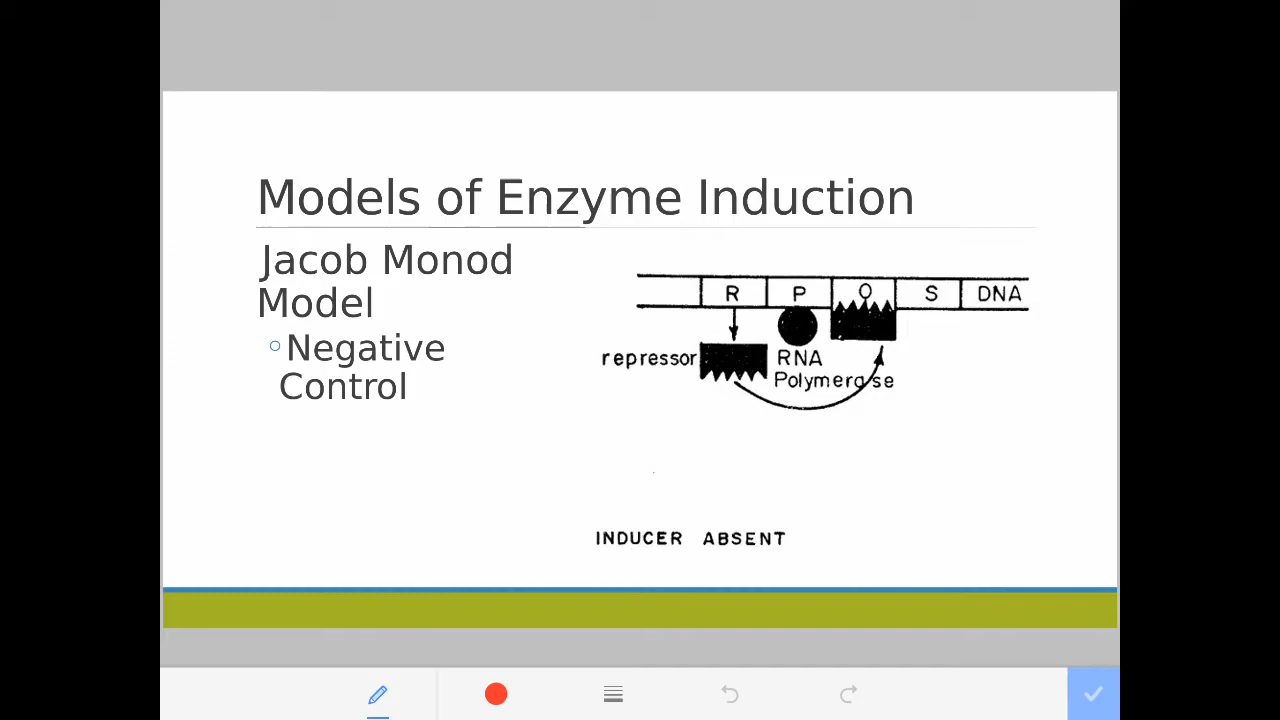 Models of Enzyme Induction
Jacob Monod
Model
Negative
Control
R P O S DNA
repressor
RNA
Polymerase
INDUCER ABSENT